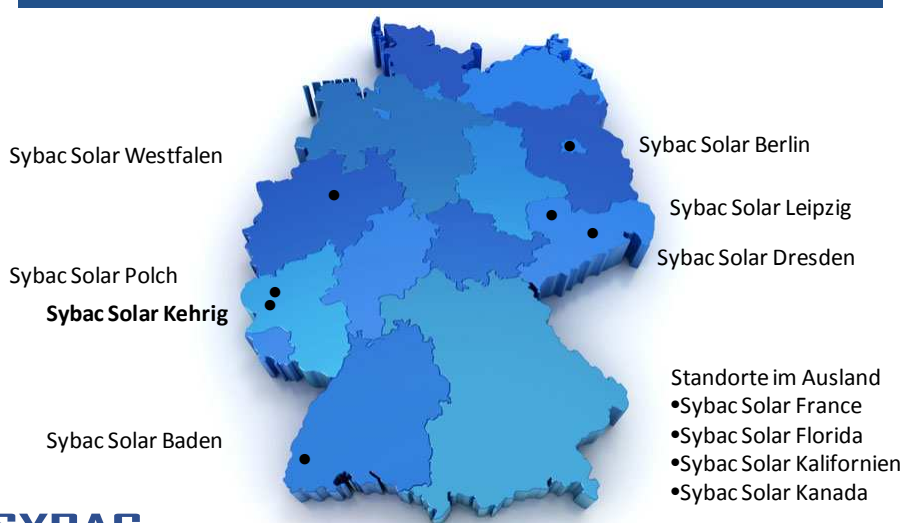 Sybac Solar Westfalen
Sybac Solar Berlin
Sybac Solar Leipzig
Sybac Solar Dresden
Sybac Solar Polch
Sybac Solar Kehrig
Sybac Solar Baden
Standorte im Ausland
•Sybac Solar France
•Sybac Solar Florida
•Sybac Solar Kalifornien
•Sybac Solar Kanada
SYBAC